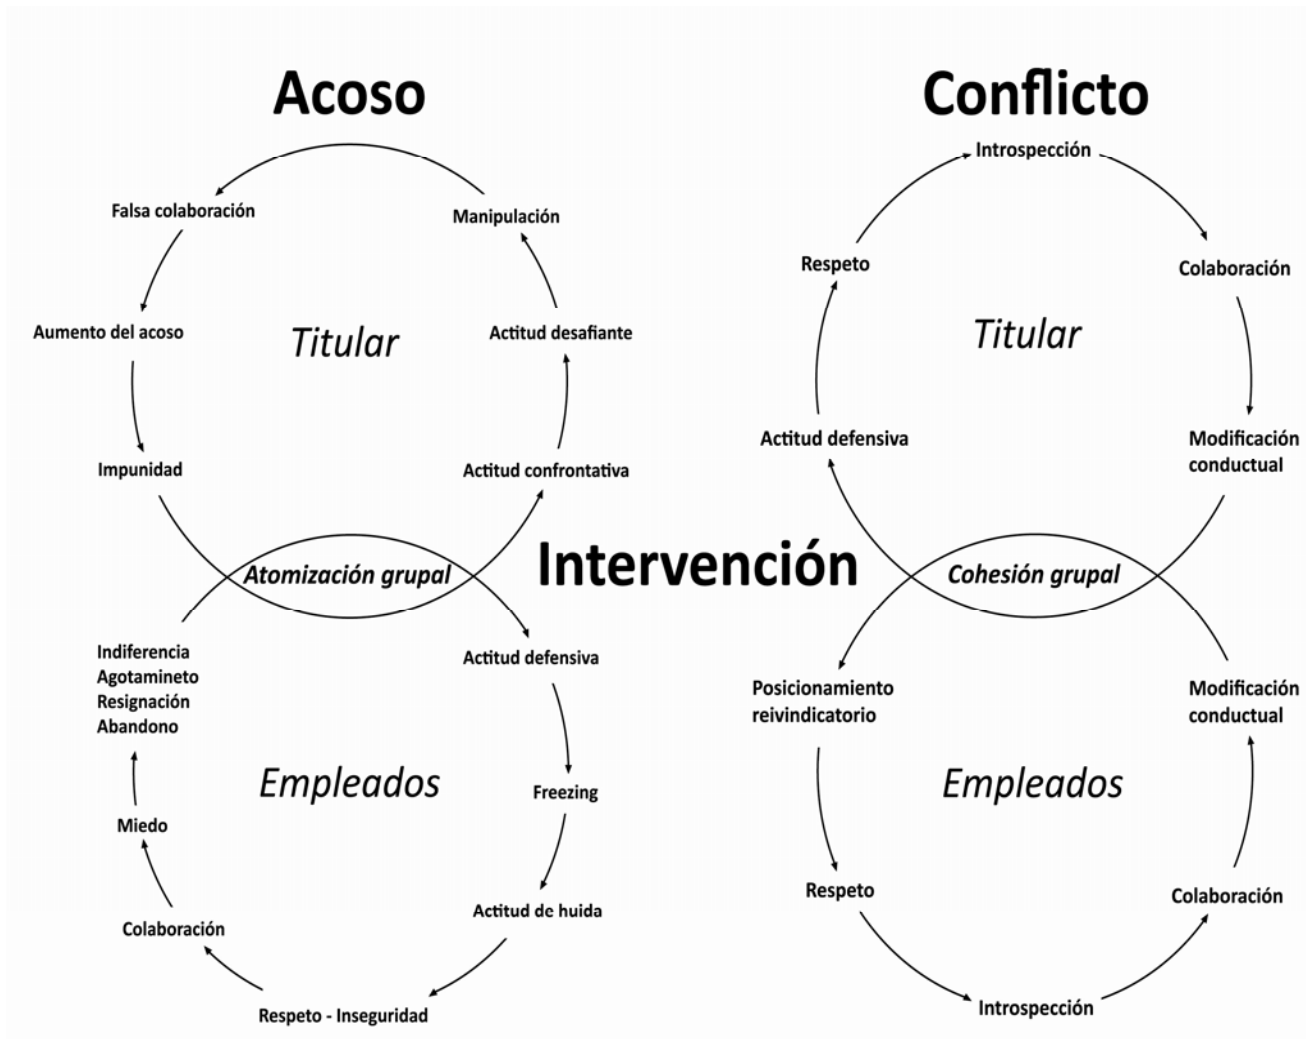 Acoso
Falsa colaboración
Manipulación
Aumento del acoso
Titular
Actitud desafiante
Impunidad
Actitud confrontativa
Atomización grupal
Indiferencia
Agotamineto
Resignación
Abandono
Actitud defensiva
Empleados
Freezing
Miedo
Actitud de huida
Colaboración
Respeto - Inseguridad
Intervención
Conflicto
Introspección
Respeto
Colaboración
Titular
Actitud defensiva
Modificación
conductual
Cohesión grupal
Posicionamiento
reivindicatorio
Modificación
conductual
Empleados
Respeto
Colaboración
Introspección